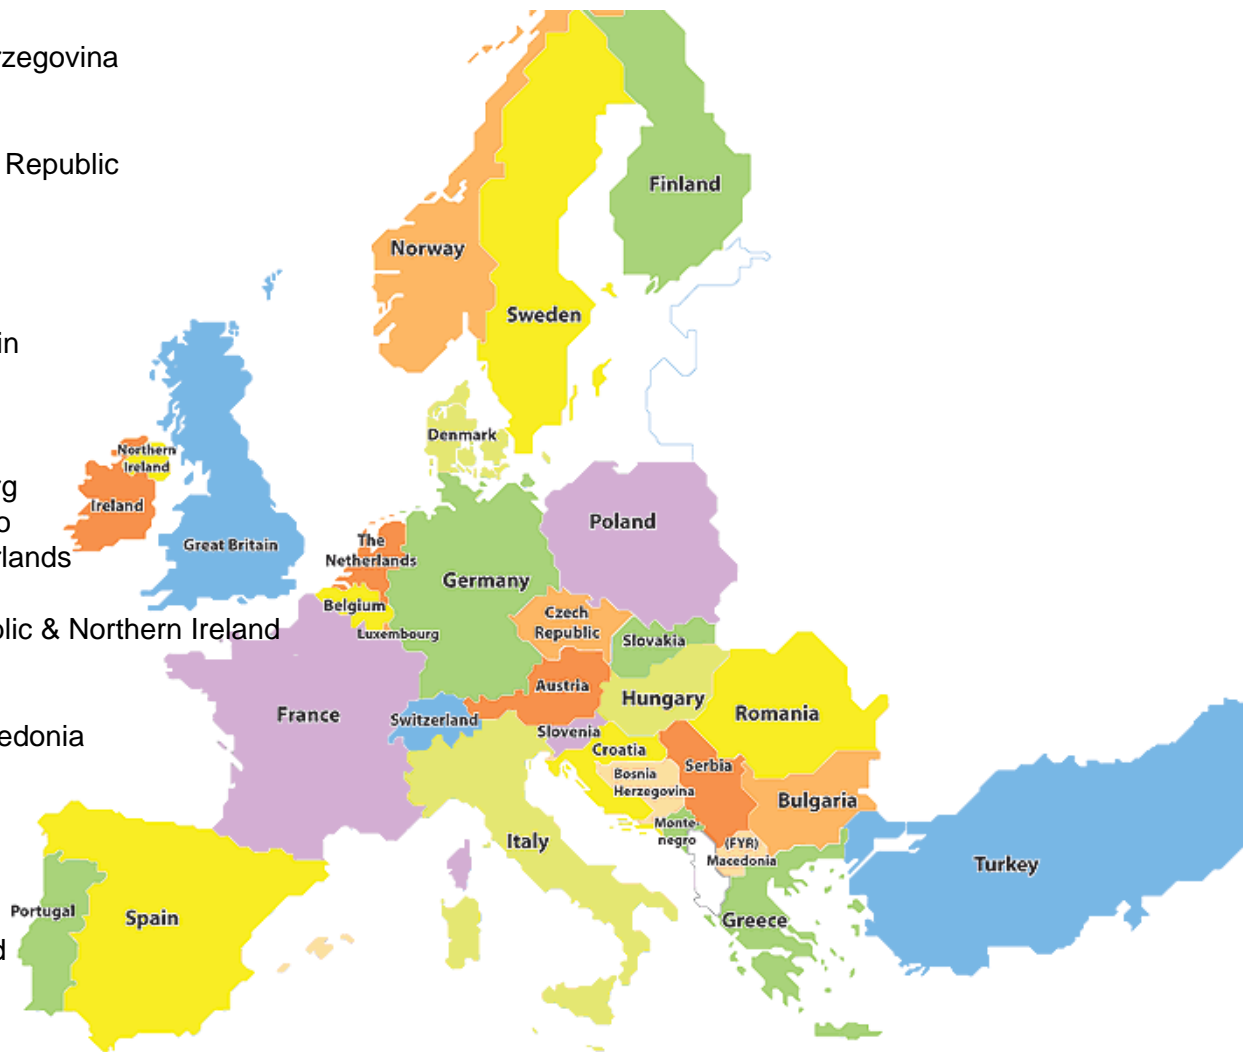 rzegovina
Republic
in
rg
o
rlands
olic & Northern Ireland
edonia
d
Finland
Norway
Sweden
Denmark
Northern
Ireland
Ireland
Great Britain
The
Netherlands
Belgium
Luxembourg
Germany
Poland
Czech
Republic
Slovakia
Austria
Hungary
France
Switzerland
Slovenia
Romania
Croatia
Serbia
Bosnia
Herzegovina
Bulgaria
Monte-
negro
(FYR)
Macedonia
Italy
Turkey
Portugal
Spain
Greece